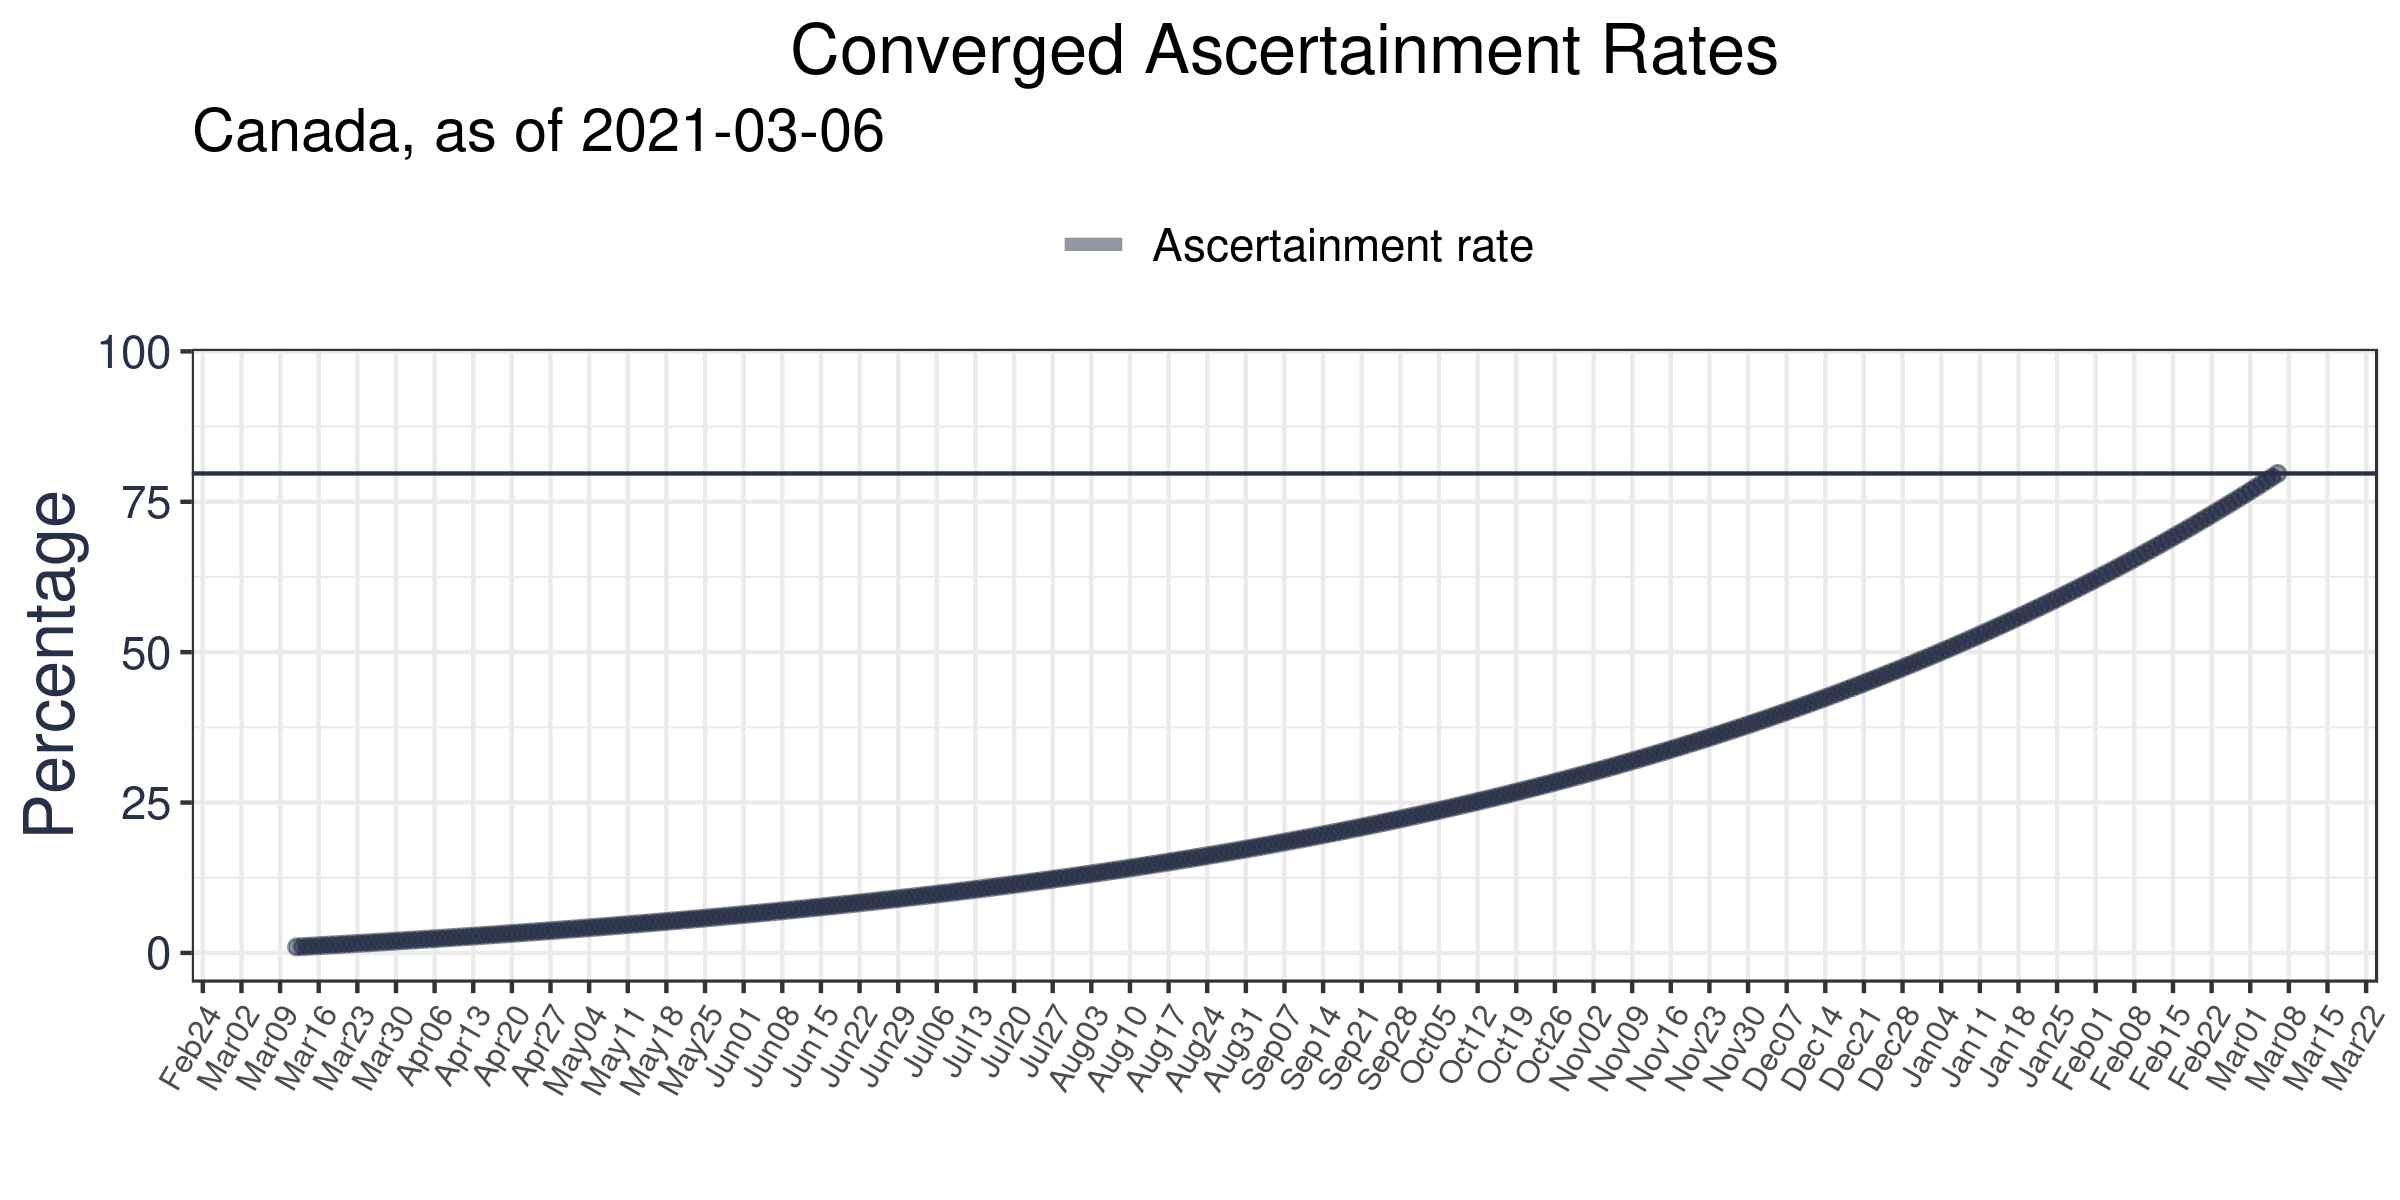 Converged Ascertainment Rates
Canada, as of 2021-03-06
Ascertainment rate
Percentage
100
75
50
25
0
Feb24 Mar02 Mar09 Mar16 Mar23 Mar30 Apr06 Apr13 Apr20 Apr27 May04 May11 May18 May25 Jun01 Jun08 Jun15 Jun22 Jun29 Jul06 Jul13 Jul20 Jul27 Aug03 Aug10 Aug17 Aug24 Aug31 Sep07 Sep14 Sep21 Sep28 Oct05 Oct12 Oct19 Oct26 Nov02 Nov09 Nov16 Nov23 Nov30 Dec07 Dec14 Dec21 Dec28 Jan04 Jan11 Jan18 Jan25 Feb01 Feb08 Feb15 Feb22 Mar01 Mar08 Mar15 Mar22